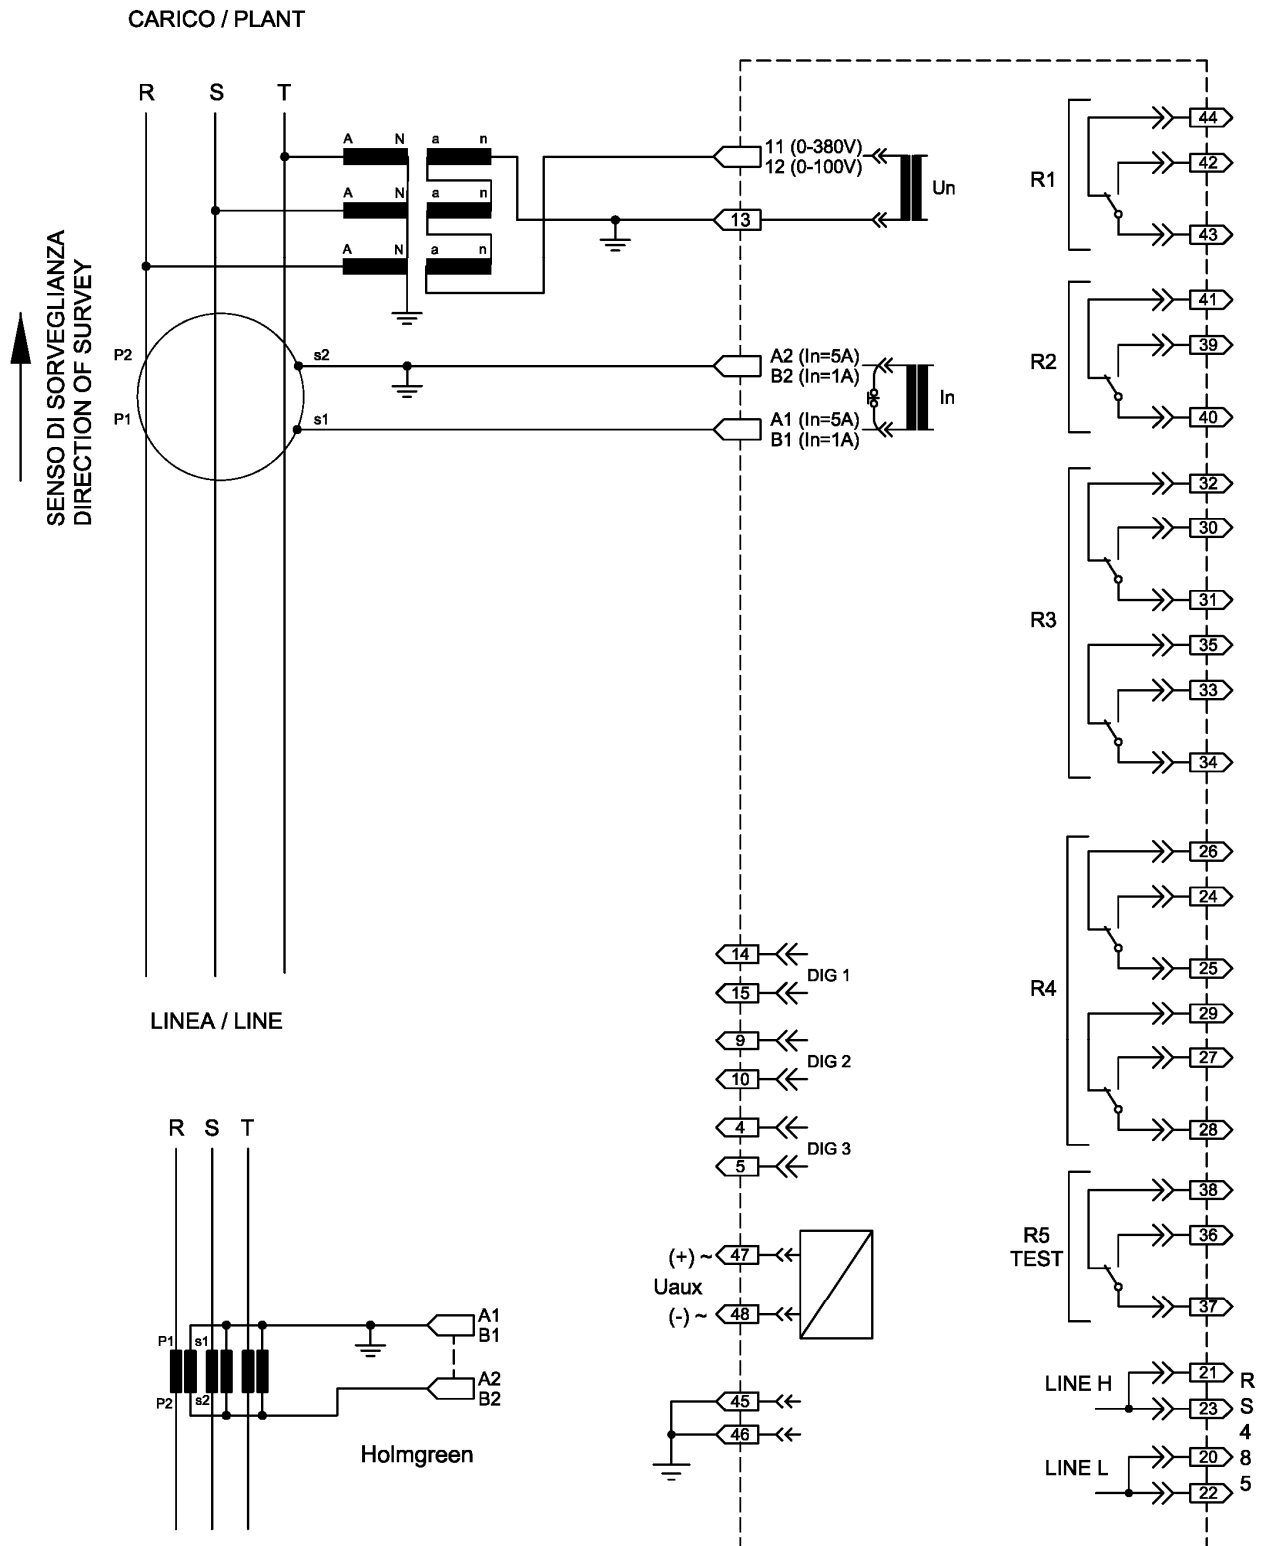 CARICO / PLANT
R S T
A N a n
A N a n
A N a n
11 (0-380V)
12 (0-100V)
Un
13
SENSO DI SORVEGLIANZA
DIRECTION OF SURVEY
P2
P1
s2
s1
A2 (In=5A)
B2 (In=1A)
A1 (In=5A)
B1 (In=1A)
In
R1
44
42
43
R2
41
39
40
R3
32
30
31
35
33
34
R4
26
24
25
29
27
28
R5
TEST
38
36
37
LINE H
21
23
LINE L
20
22
R
S
4
8
5
14
DIG 1
15
9
DIG 2
10
4
DIG 3
5
(+) ~ 47
Uaux
(-) ~ 48
45
46
LINEA / LINE
R S T
P1 s1
P2 s2
A1
B1
A2
B2
Holmgreen